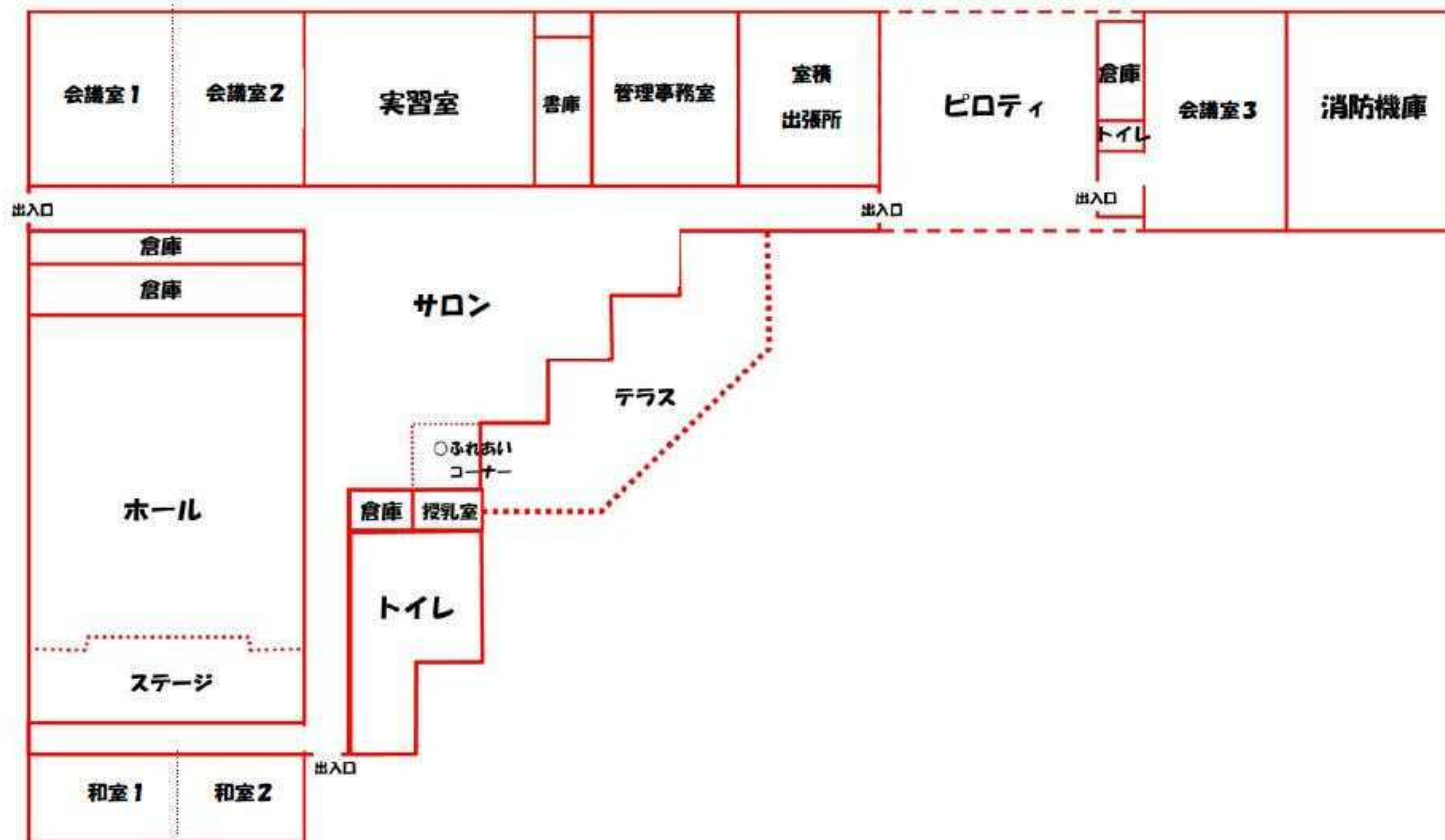 会議室1
会議室2
実習室
書庫
管理事務室
室積
出張所
ピロティ
倉庫
トイレ
会議室3
消防機庫
出入口
出入口
出入口
倉庫
倉庫
サロン
テラス
○ふれあい
コーナー
ホール
倉庫
授乳室
トイレ
ステージ
出入口
和室1
和室2